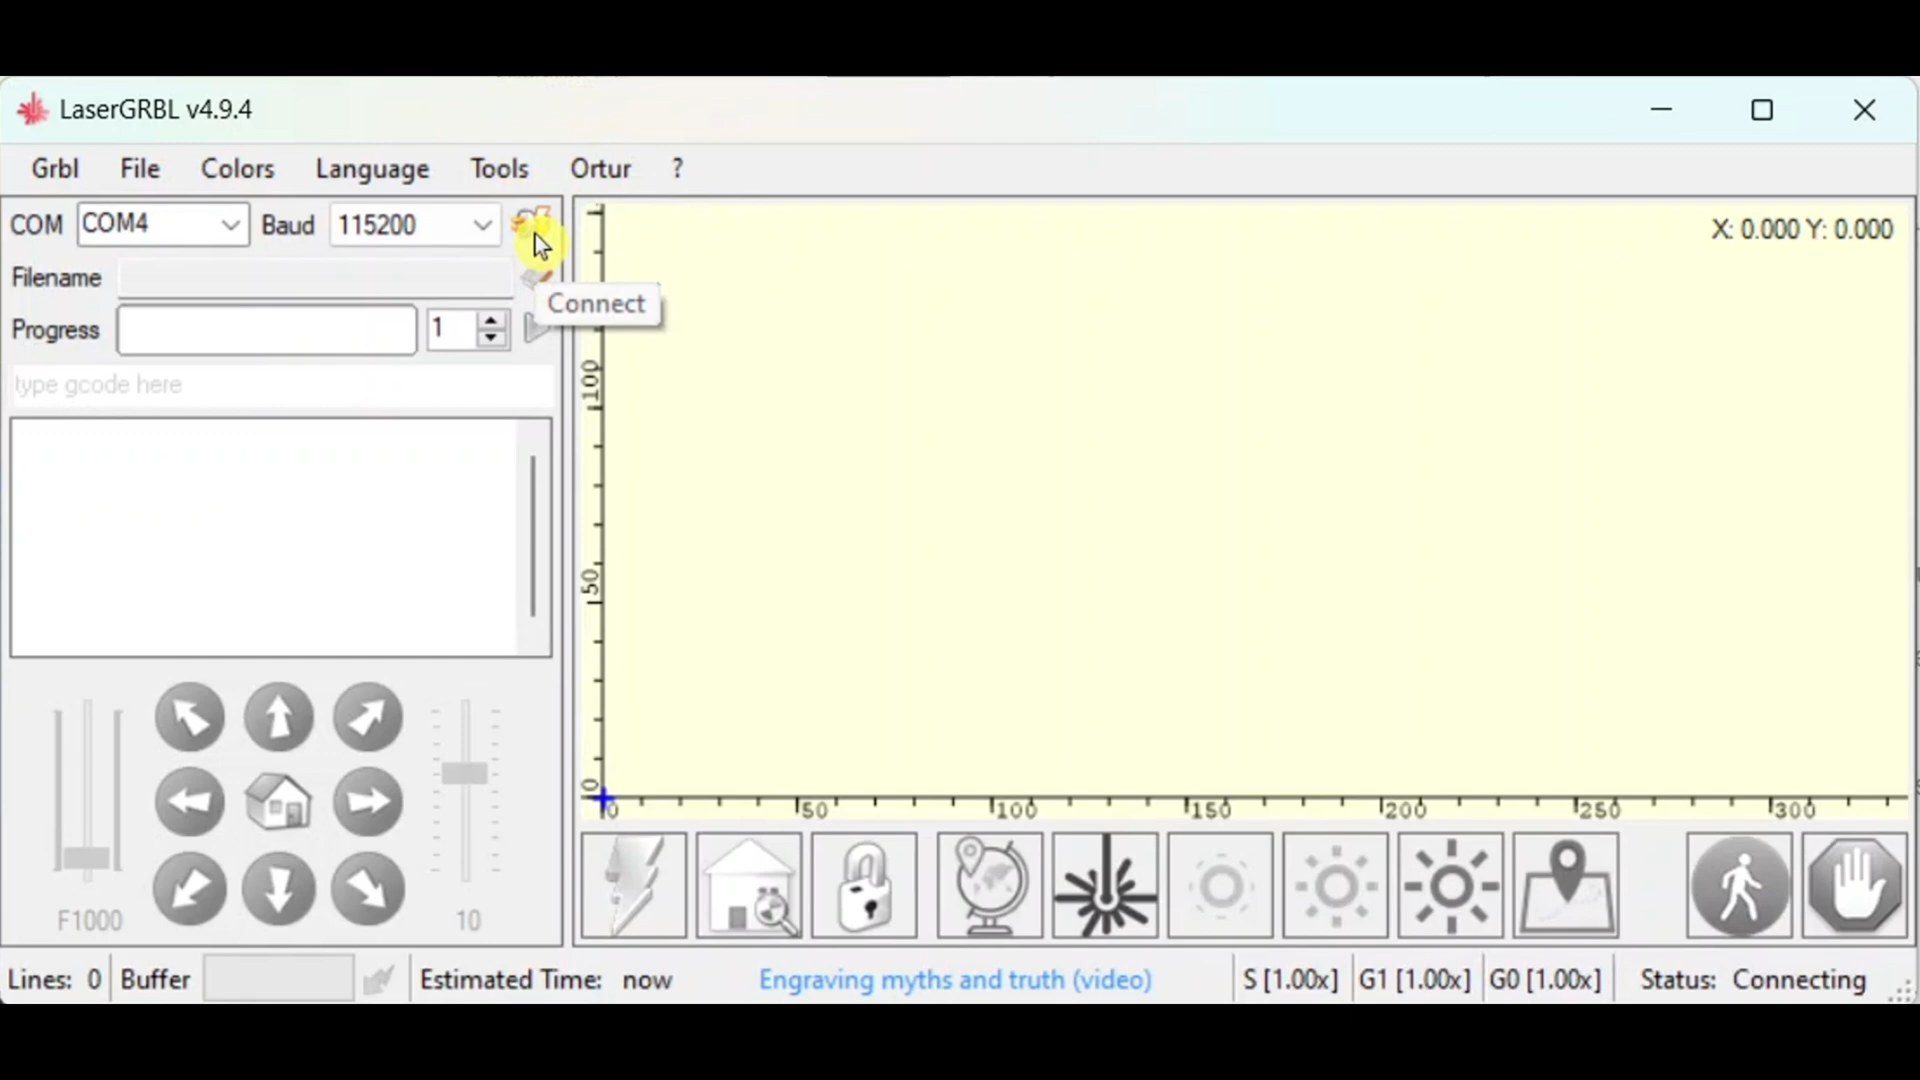 LaserGRBL v4.9.4
Grbl File Colors Language Tools Ortur ?
COM COM4 Baud 115200
X: 0.000 Y: 0.000
Filename
Connect
Progress 1
type gcode here
100
50
0
0 50 100 150 200 250 300
F1000 10
Lines: 0 Buffer Estimated Time: now Engraving myths and truth (video) S [1.00x] G1 [1.00x] G0 [1.00x] Status: Connecting